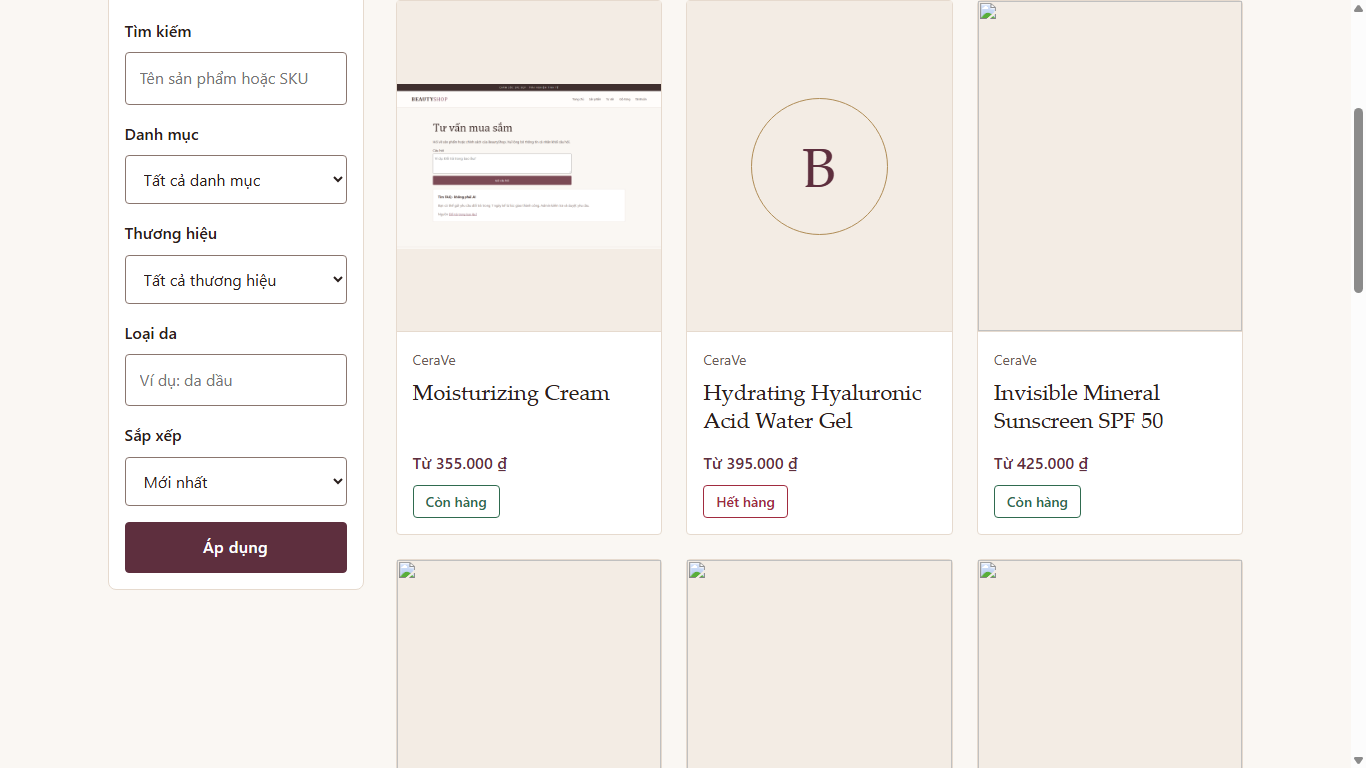 Tìm kiếm
Tên sản phẩm hoặc SKU
Danh mục
Tất cả danh mục
Thương hiệu
Tất cả thương hiệu
Loại da
Ví dụ: da dầu
Sắp xếp
Mới nhất
Áp dụng
BEAUTYSHOP
Tư vấn mua sắm
CeraVe
Moisturizing Cream
Từ 355.000 ₫
Còn hàng
B
CeraVe
Hydrating Hyaluronic
Acid Water Gel
Từ 395.000 ₫
Hết hàng
CeraVe
Invisible Mineral
Sunscreen SPF 50
Từ 425.000 ₫
Còn hàng